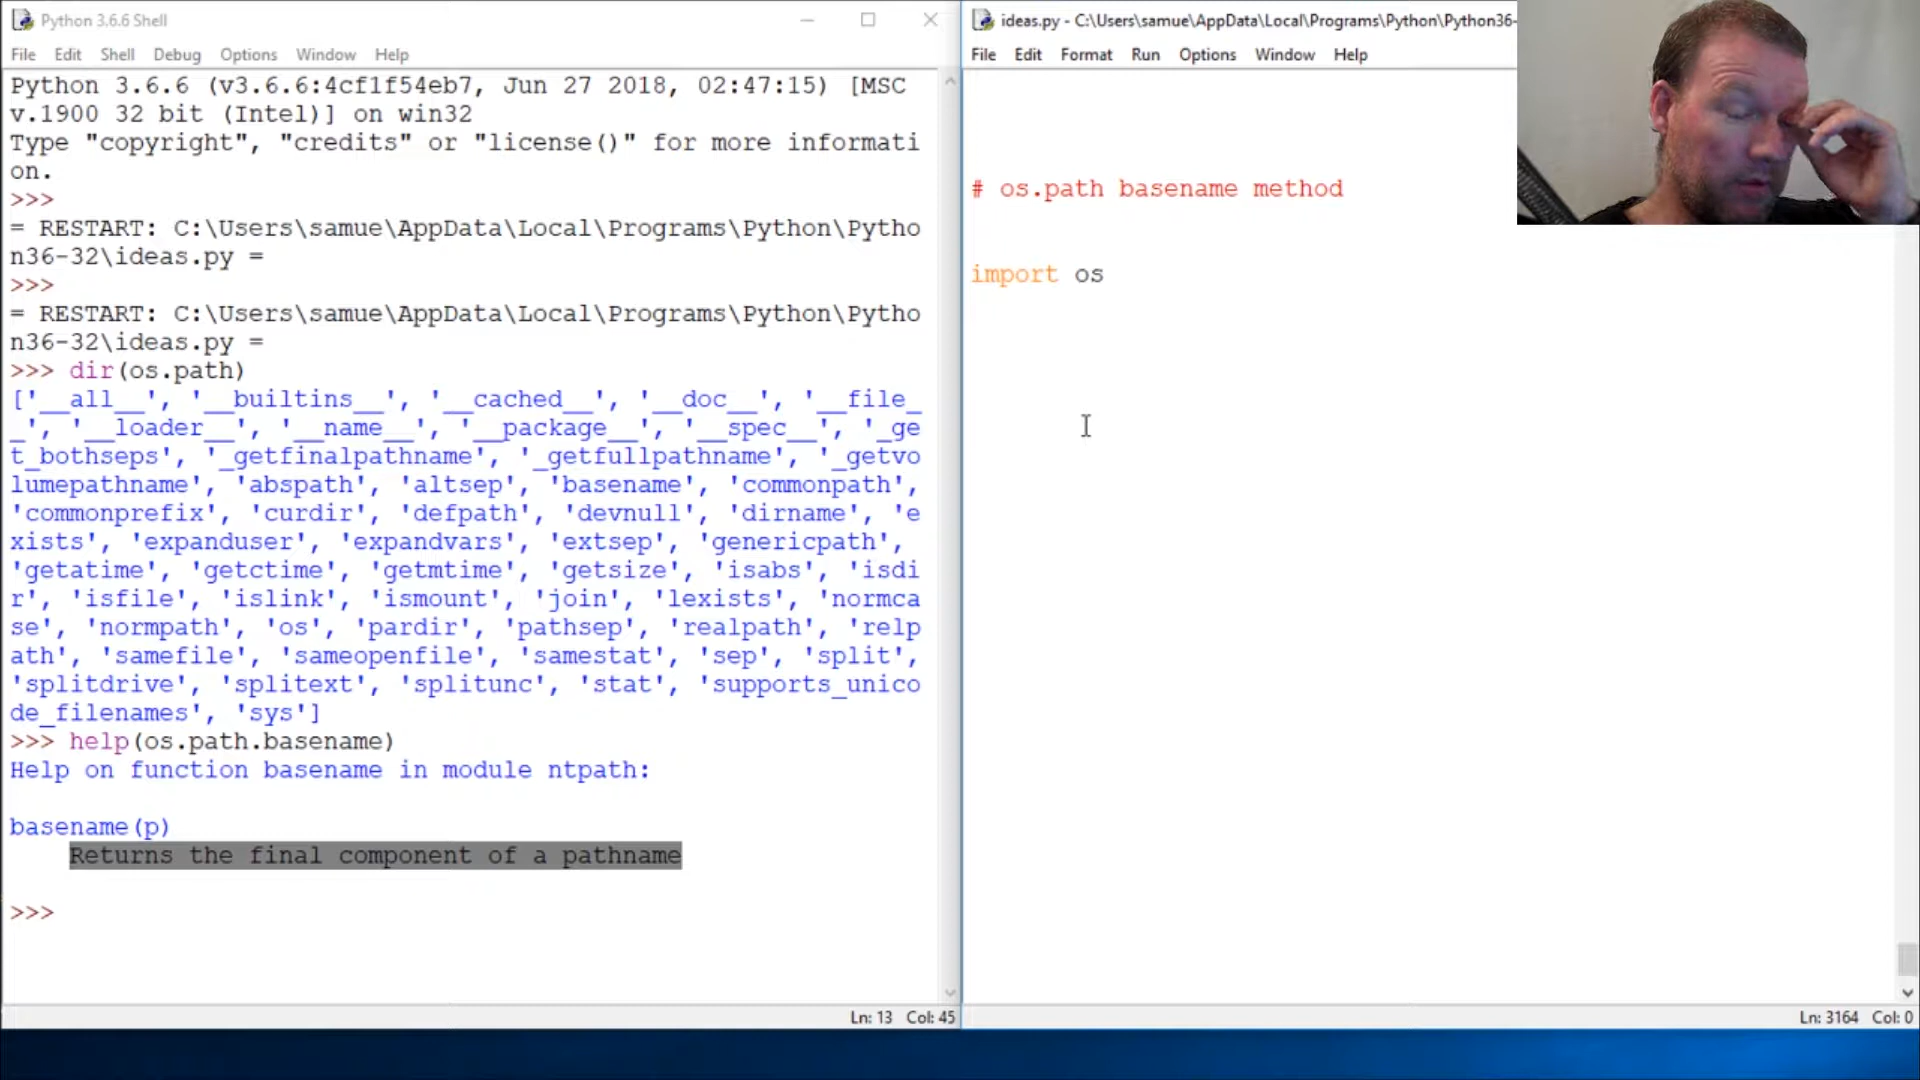 Python 3.6.6 Shell
File Edit Shell Debug Options Window Help
Python 3.6.6 (v3.6.6:4cf1f54eb7, Jun 27 2018, 02:47:15) [MSC
v.1900 32 bit (Intel)] on win32
Type "copyright", "credits" or "license()" for more informati
on.
>>>
= RESTART: C:\Users\samue\AppData\Local\Programs\Python\Pytho
n36-32\ideas.py =
>>>
= RESTART: C:\Users\samue\AppData\Local\Programs\Python\Pytho
n36-32\ideas.py =
>>> dir(os.path)
['__all__', '__builtins__', '__cached__', '__doc__', '__file_
_', '__loader__', '__name__', '__package__', '__spec__', '_ge
t_bothseps', '_getfinalpathname', '_getfullpathname', '_getvo
lumepathname', 'abspath', 'altsep', 'basename', 'commonpath',
'commonprefix', 'curdir', 'defpath', 'devnull', 'dirname', 'e
xists', 'expanduser', 'expandvars', 'extsep', 'genericpath',
'getatime', 'getctime', 'getmtime', 'getsize', 'isabs', 'isdi
r', 'isfile', 'islink', 'ismount', 'join', 'lexists', 'normca
se', 'normpath', 'os', 'pardir', 'pathsep', 'realpath', 'relp
ath', 'samefile', 'sameopenfile', 'samestat', 'sep', 'split',
'splitdrive', 'splitext', 'splitunc', 'stat', 'supports_unico
de_filenames', 'sys']
>>> help(os.path.basename)
Help on function basename in module ntpath:
basename(p)
Returns the final component of a pathname
>>>
Ln: 13 Col: 45
ideas.py - C:\Users\samue\AppData\Local\Programs\Python\Python36-
File Edit Format Run Options Window Help
# os.path basename method
import os
Ln: 3164 Col: 0